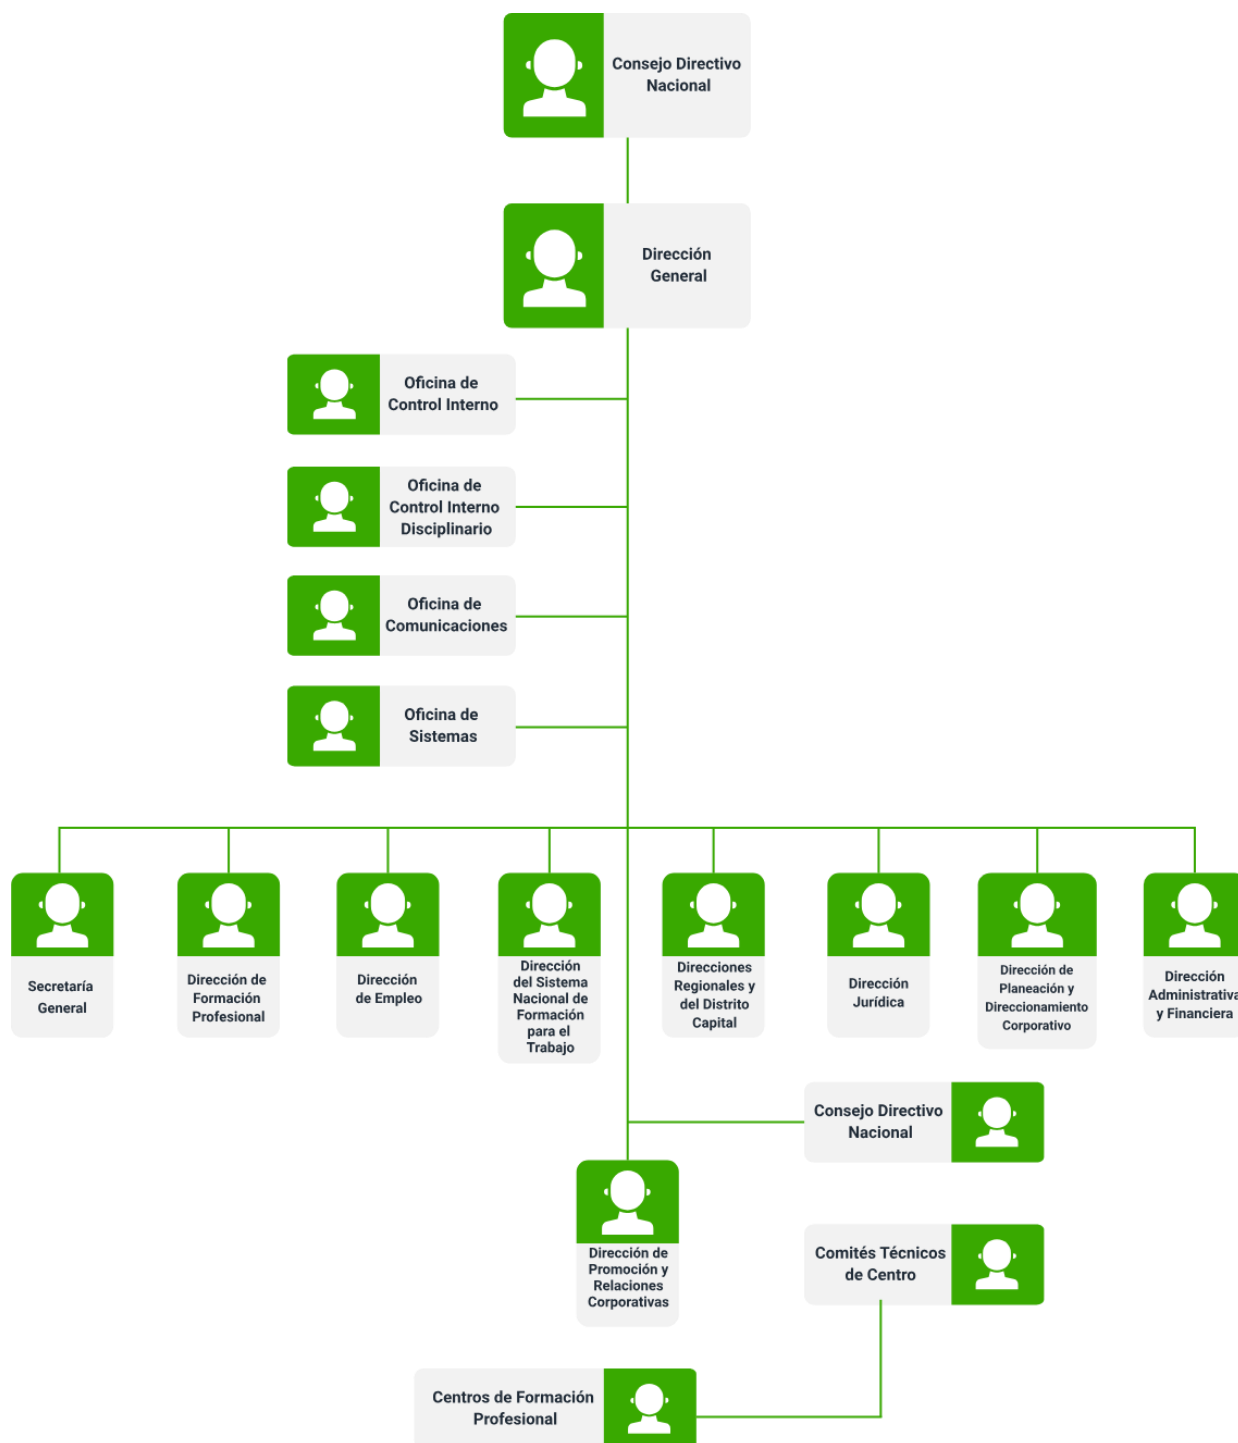 Consejo Directivo
Nacional
Dirección
General
Oficina de
Control Interno
Oficina de
Control Interno
Disciplinario
Oficina de
Comunicaciones
Oficina de
Sistemas
Secretaría
General
Dirección de
Formación
Profesional
Dirección
de Empleo
Dirección
del Sistema
Nacional de
Formación
para el
Trabajo
Direcciones
Regionales y
del Distrito
Capital
Dirección
Jurídica
Dirección de
Planeación y
Direccionamiento
Corporativo
Dirección
Administrativa
y Financiera
Consejo Directivo
Nacional
Dirección de
Promoción y
Relaciones
Corporativas
Comités Técnicos
de Centro
Centros de Formación
Profesional